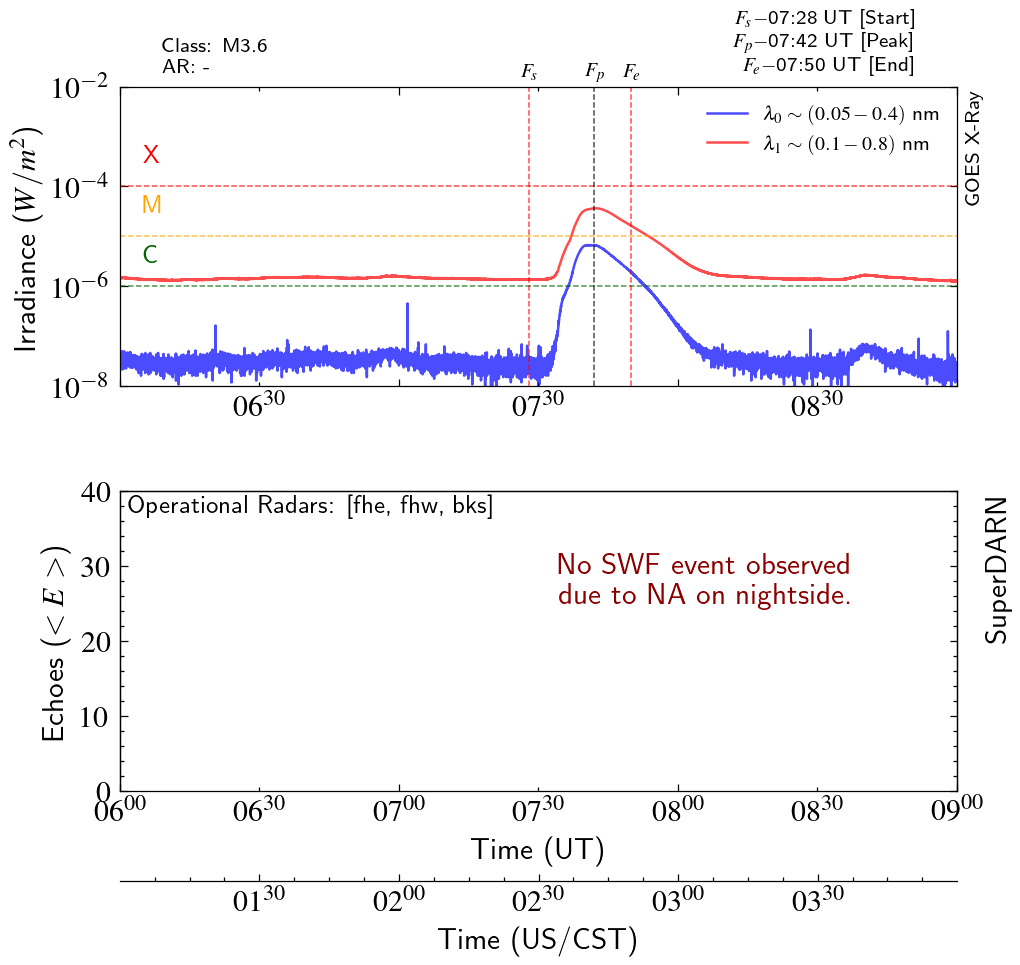 F_s−07:28 UT [Start]
Class: M3.6
F_p−07:42 UT [Peak]
AR: -
F_e−07:50 UT [End]
F_s F_p F_e
10^−2
λ_0 ~ (0.05 − 0.4) nm
λ_1 ~ (0.1 − 0.8) nm
GOES X-Ray
Irradiance (W/m^2)
X
10^−4
M
C
10^−6
10^−8
06^30 07^30 08^30
40
Operational Radars: [fhe, fhw, bks]
No SWF event observed
due to NA on nightside.
SuperDARN
Echoes (< E >)
30
20
10
0
06^00 06^30 07^00 07^30 08^00 08^30 09^00
Time (UT)
01^30 02^00 02^30 03^00 03^30
Time (US/CST)